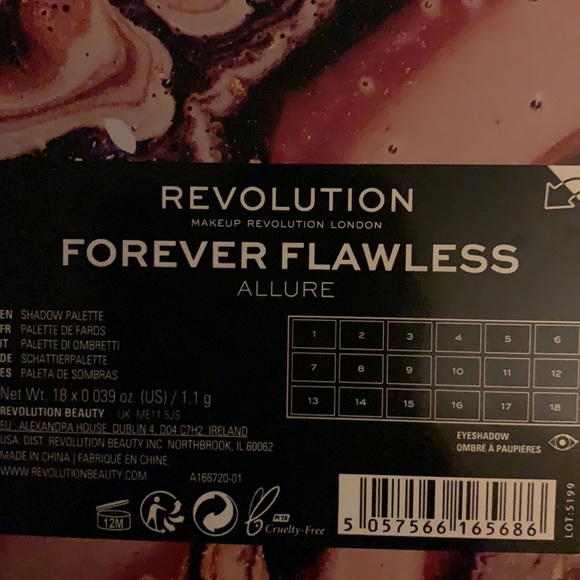 REVOLUTION
MAKEUP REVOLUTION LONDON
FOREVER FLAWLESS
ALLURE
EN SHADOW PALETTE
FR PALETTE DE FARDS
IT PALETTE DI OMBRETTI
DE SCHATTIERPALETTE
ES PALETA DE SOMBRAS
Net Wt. 18 x 0.039 oz. (US) / 1.1 g
REVOLUTION BEAUTY UK: ME11 5JS
EU: ALEXANDRA HOUSE, DUBLIN 4, D04 C7H2, IRELAND
USA: DIST. REVOLUTION BEAUTY INC. NORTHBROOK, IL 60062
MADE IN CHINA | FABRIQUÉ EN CHINE.
WWW.REVOLUTIONBEAUTY.COM A166720-01
1 2 3 4 5 6
7 8 9 10 11 12
13 14 15 16 17 18
EYESHADOW
OMBRE À PAUPIÈRES
12M
PETA
Cruelty-Free
5 057566 165686
LOT:S199